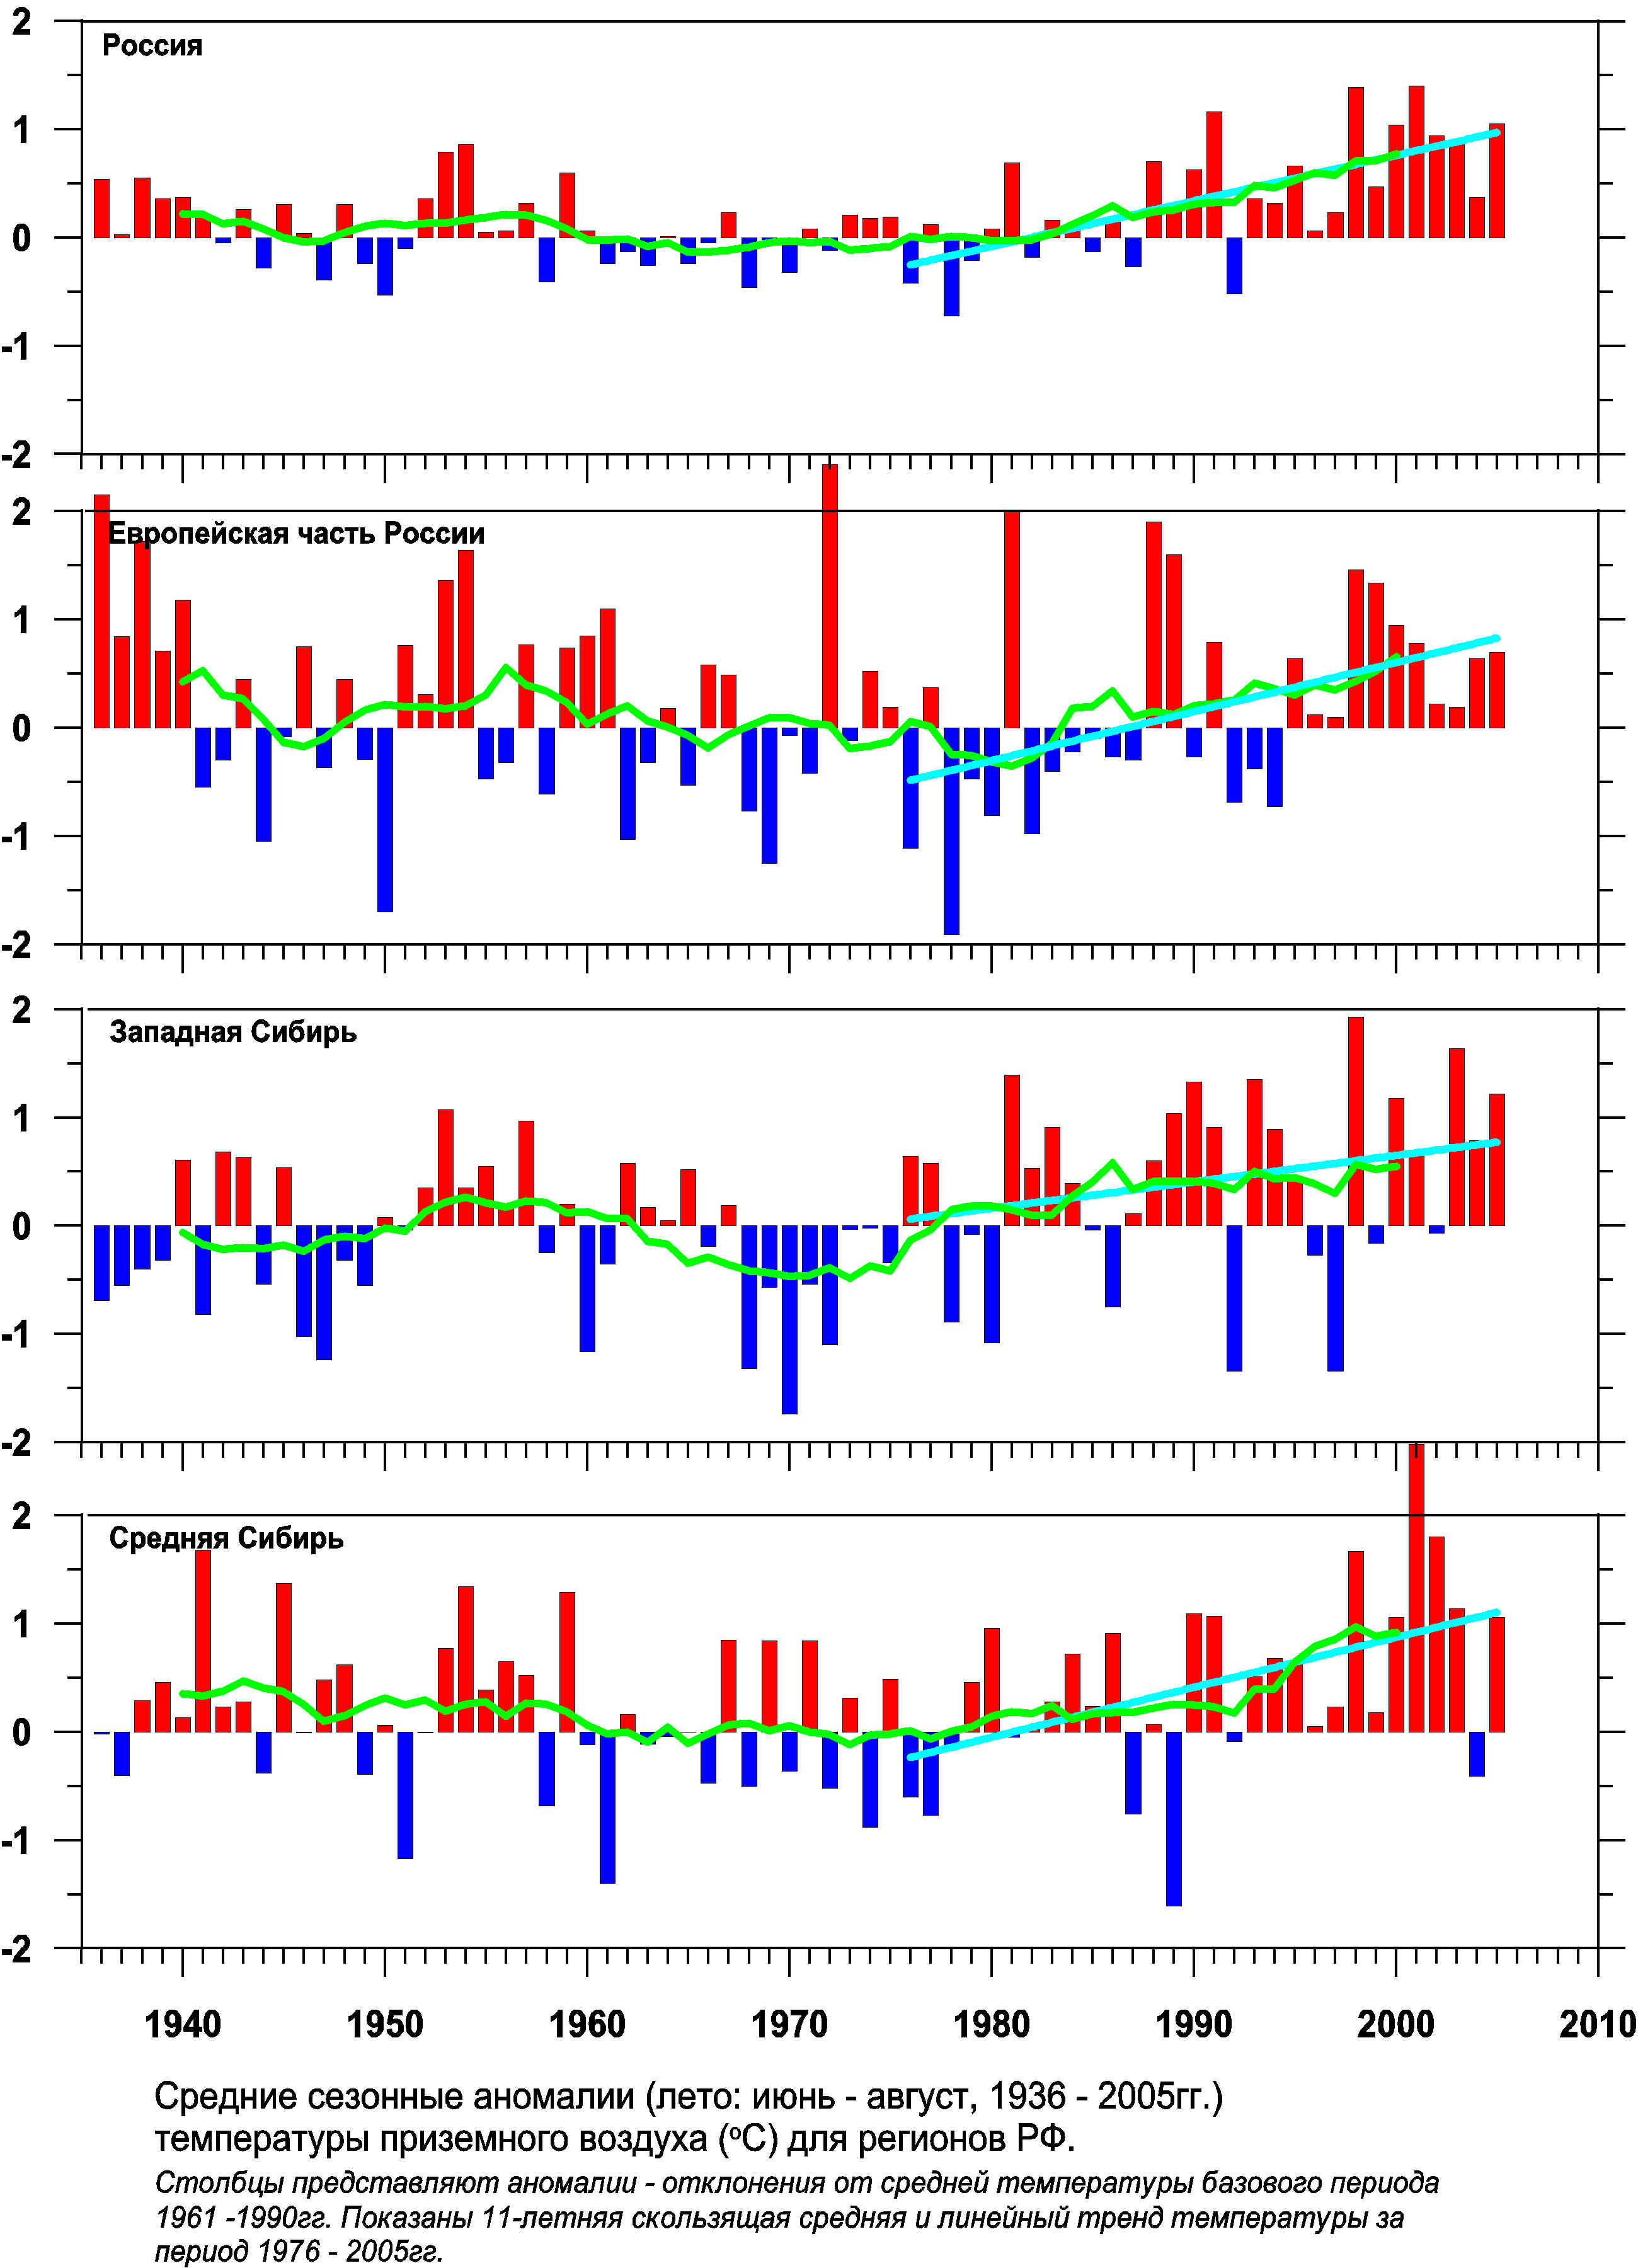 2
Россия
1
0
-1
-2
2
Европейская часть России
1
0
-1
-2
2
Западная Сибирь
1
0
-1
-2
2
Средняя Сибирь
1
0
-1
-2
1940 1950 1960 1970 1980 1990 2000 2010
Средние сезонные аномалии (лето: июнь - август, 1936 - 2005гг.)
температуры приземного воздуха (оС) для регионов РФ.
Столбцы представляют аномалии - отклонения от средней температуры базового периода
1961 -1990гг. Показаны 11-летняя скользящая средняя и линейный тренд температуры за
период 1976 - 2005гг.